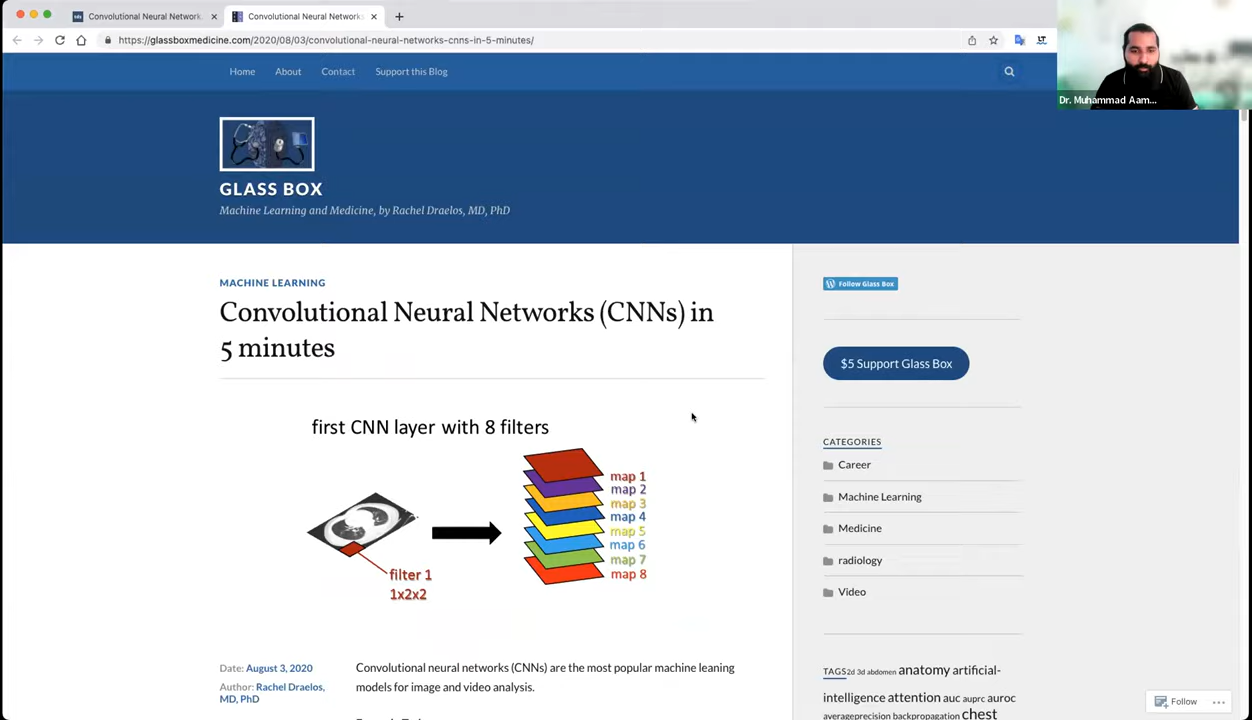 Convolutional Neural Network
Convolutional Neural Networks
https://glassboxmedicine.com/2020/08/03/convolutional-neural-networks-cnns-in-5-minutes/
Dr. Muhammad Aam...
Home About Contact Support this Blog
GLASS BOX
Machine Learning and Medicine, by Rachel Draelos, MD, PhD
MACHINE LEARNING
Convolutional Neural Networks (CNNs) in
5 minutes
first CNN layer with 8 filters
map 1
map 2
map 3
map 4
map 5
map 6
map 7
map 8
filter 1
1x2x2
Date: August 3, 2020
Author: Rachel Draelos,
MD, PhD
Convolutional neural networks (CNNs) are the most popular machine leaning
models for image and video analysis.
Follow Glass Box
$5 Support Glass Box
CATEGORIES
Career
Machine Learning
Medicine
radiology
Video
TAGS 2d 3d abdomen anatomy artificial-
intelligence attention auc auprc auroc
averageprecision backpropagation chest
Follow